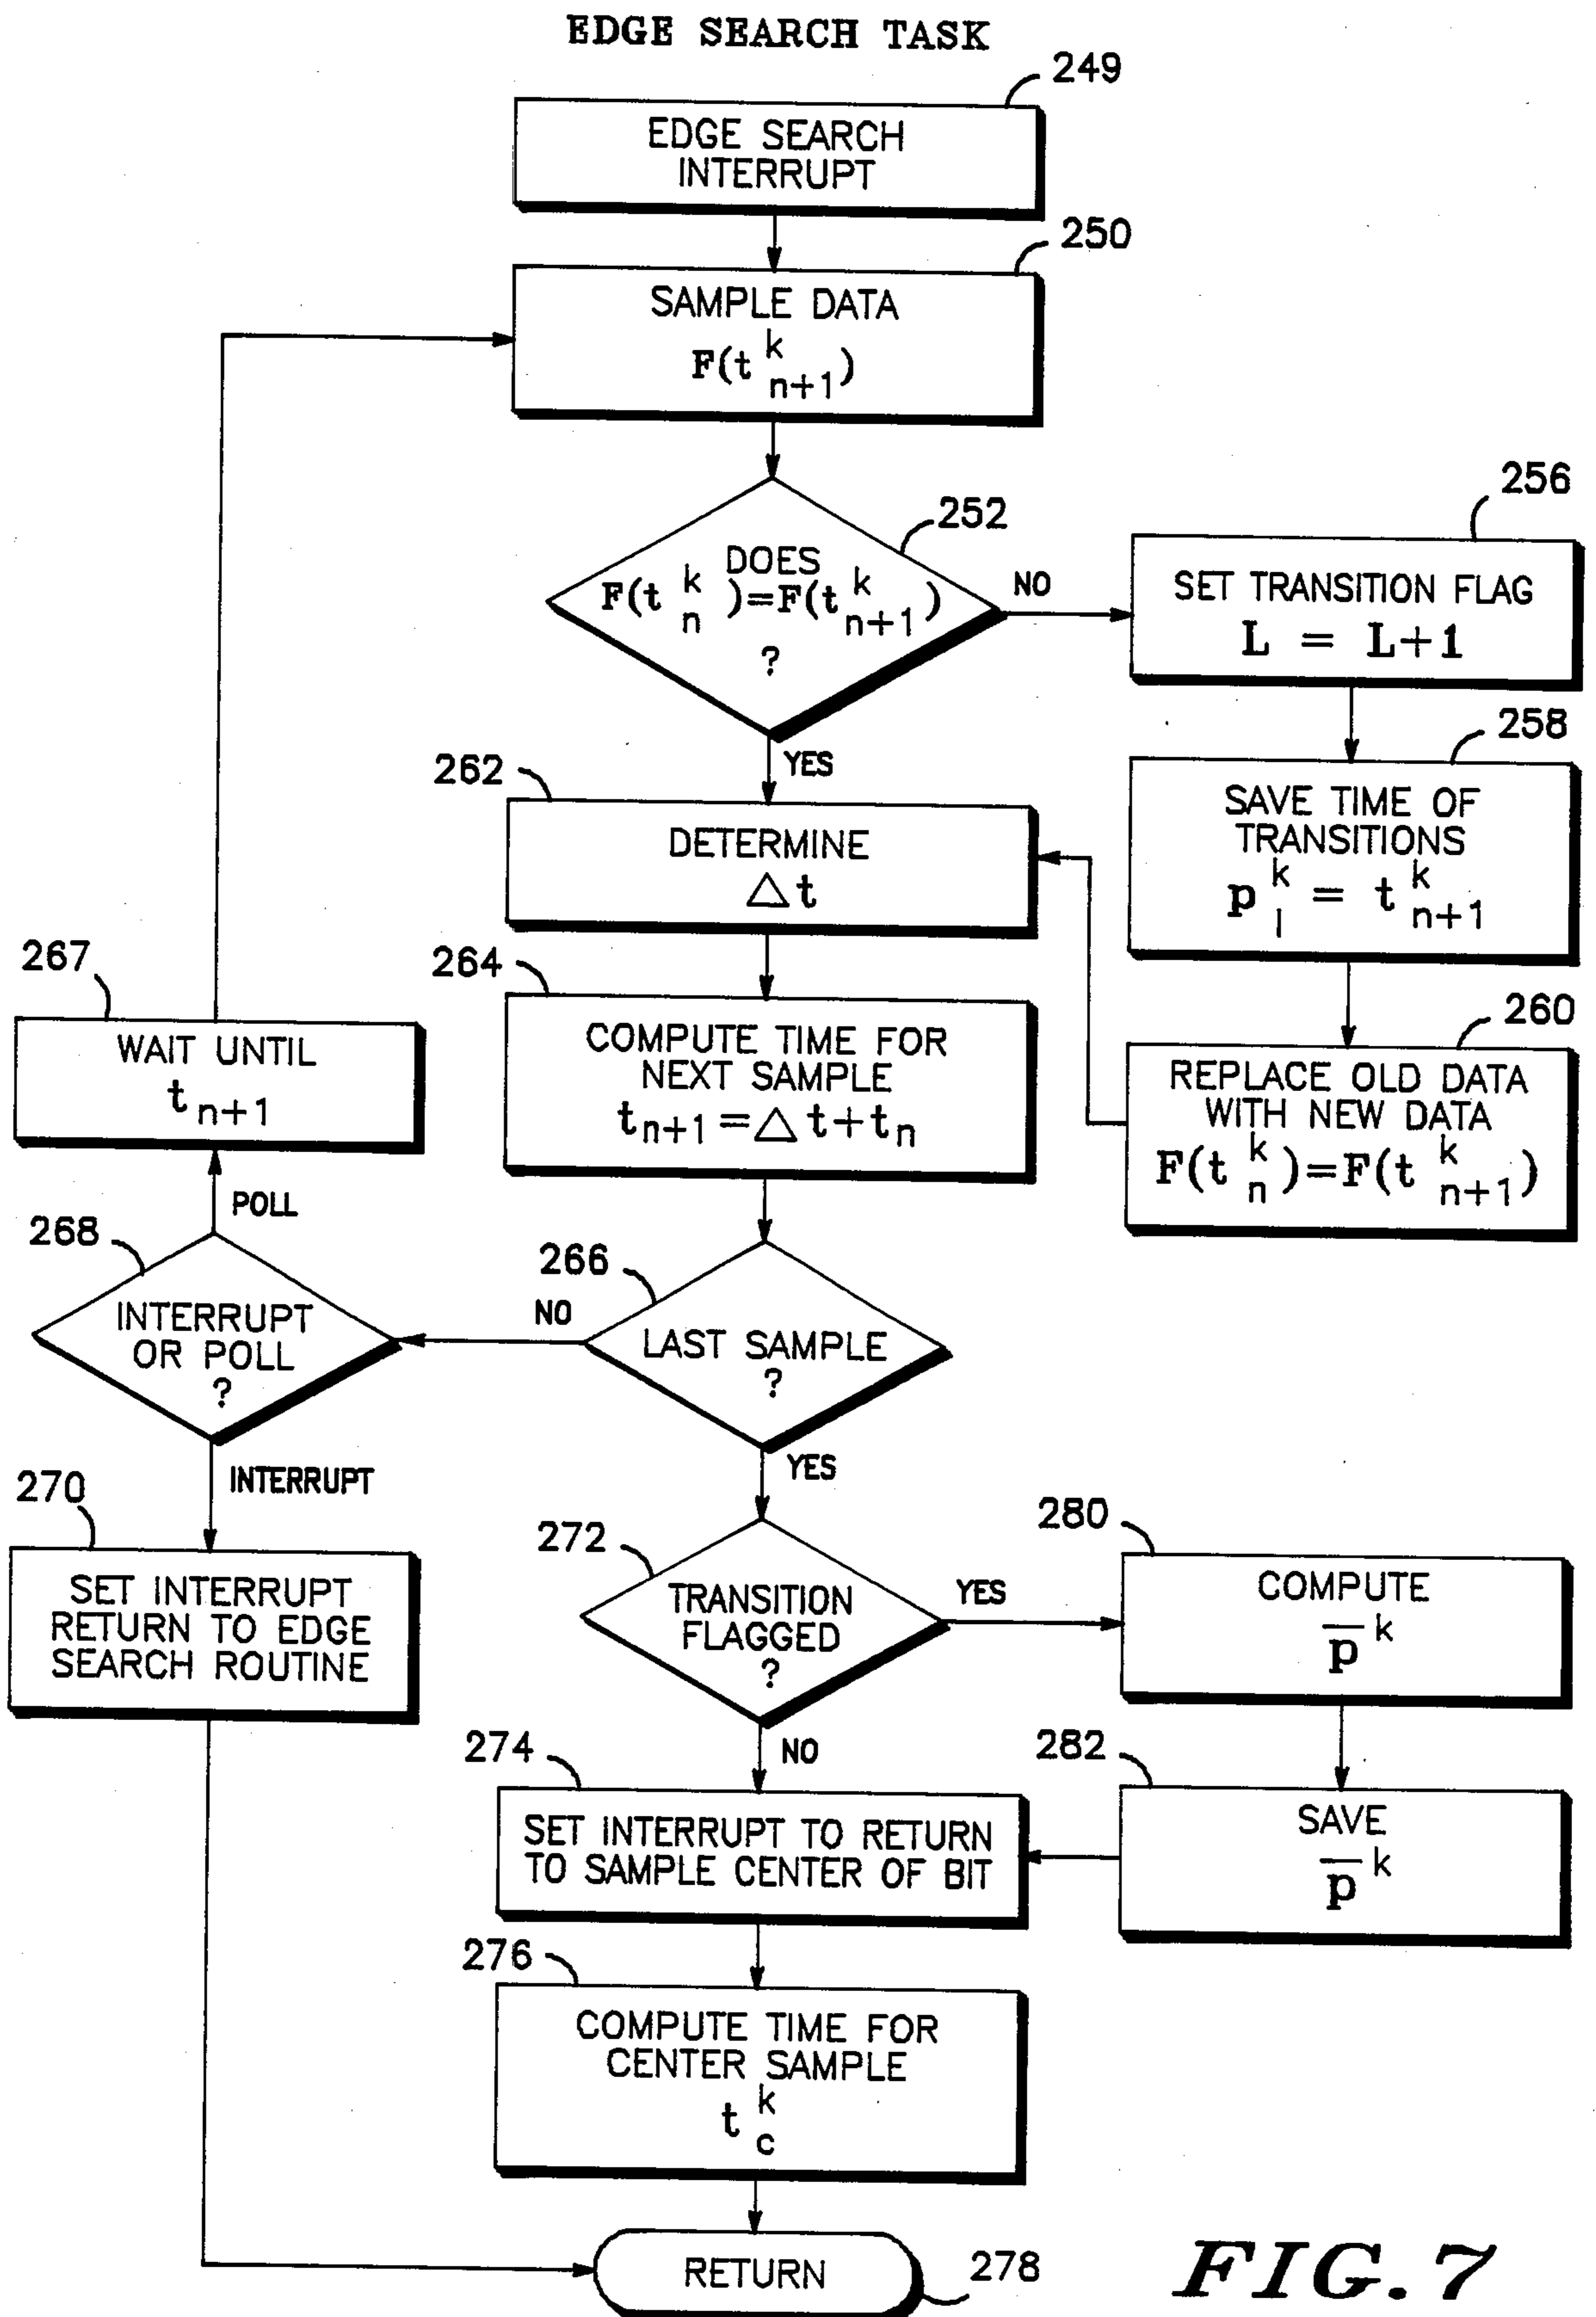 EDGE SEARCH TASK
249
EDGE SEARCH
INTERRUPT
250
SAMPLE DATA
F(t k n+1)
252
DOES
F(t k n)=F(t k n+1)
?
NO
YES
256
SET TRANSITION FLAG
L = L+1
258
SAVE TIME OF
TRANSITIONS
p k l = t k n+1
260
REPLACE OLD DATA
WITH NEW DATA
F(t k n)=F(t k n+1)
262
DETERMINE
△t
264
COMPUTE TIME FOR
NEXT SAMPLE
t n+1 = △t+t n
267
WAIT UNTIL
t n+1
POLL
268
INTERRUPT
OR POLL
?
INTERRUPT
266
NO
LAST SAMPLE
?
YES
270
SET INTERRUPT
RETURN TO EDGE
SEARCH ROUTINE
272
TRANSITION
FLAGGED
?
YES
NO
280
COMPUTE
p̅ k
282
SAVE
p̅ k
274
SET INTERRUPT TO RETURN
TO SAMPLE CENTER OF BIT
276
COMPUTE TIME FOR
CENTER SAMPLE
t k c
RETURN
278
FIG. 7